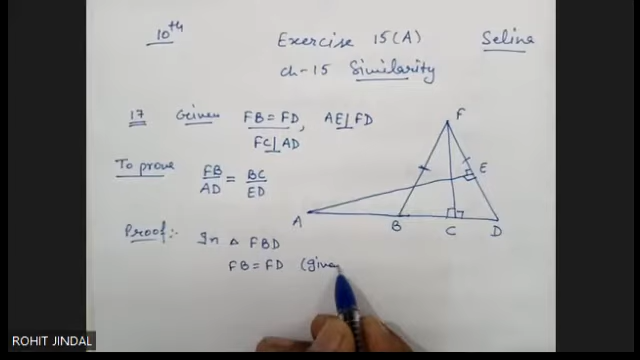 10th
Exercise 15(A)
Selina
Ch-15 Similarity
17 Given FB = FD, AE⊥FD
FC⊥AD
To prove FB/AD = BC/ED
Proof:- In △ FBD
FB = FD (give
F
E
A
B
C
D
ROHIT JINDAL